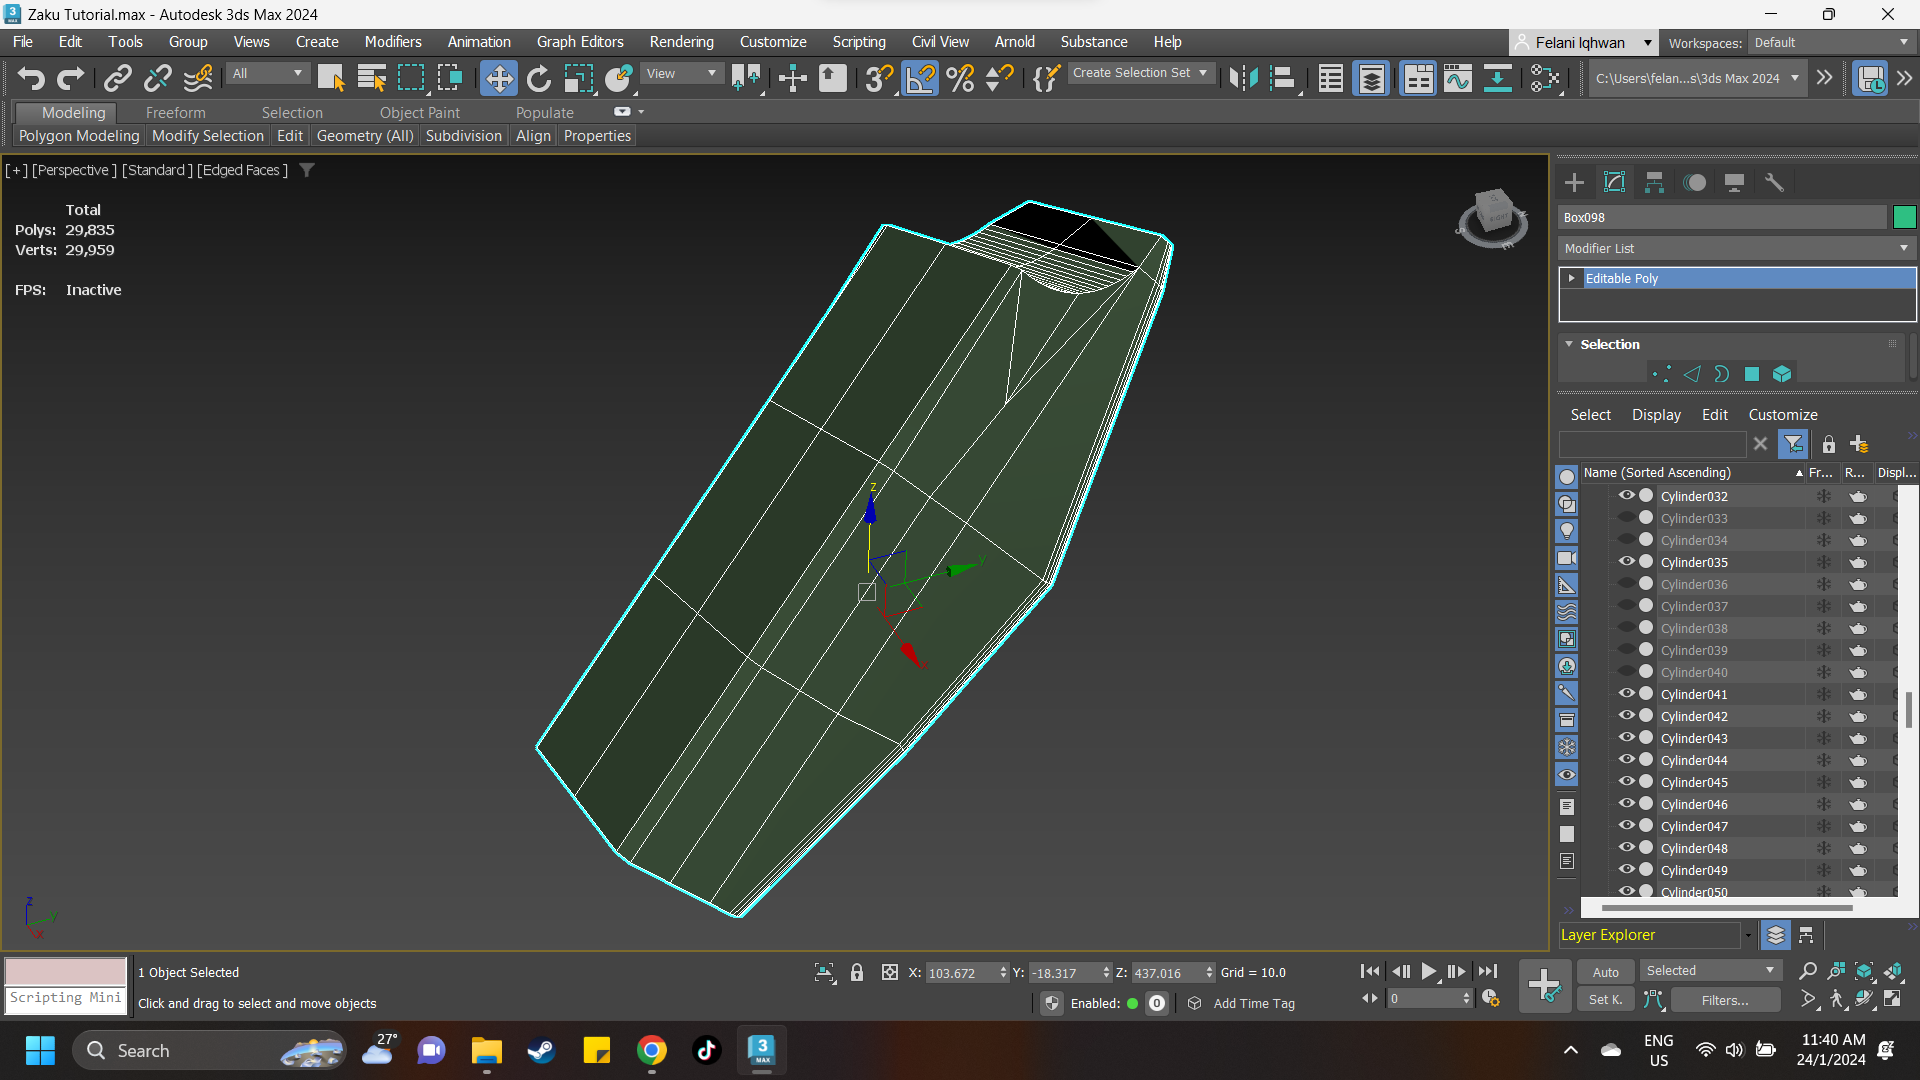 Zaku Tutorial.max - Autodesk 3ds Max 2024
File Edit Tools Group Views Create Modifiers Animation Graph Editors Rendering Customize Scripting Civil View Arnold Substance Help
Felani Iqhwan Workspaces: Default
All View Create Selection Set C:\Users\felan...s\3ds Max 2024
Modeling Freeform Selection Object Paint Populate
Polygon Modeling Modify Selection Edit Geometry (All) Subdivision Align Properties
[+] [Perspective ] [Standard ] [Edged Faces ]
Total
Polys: 29,835
Verts: 29,959
FPS: Inactive
Box098
Modifier List
Editable Poly
Selection
Select Display Edit Customize
Name (Sorted Ascending) Fr... R... Displ...
Cylinder032
Cylinder033
Cylinder034
Cylinder035
Cylinder036
Cylinder037
Cylinder038
Cylinder039
Cylinder040
Cylinder041
Cylinder042
Cylinder043
Cylinder044
Cylinder045
Cylinder046
Cylinder047
Cylinder048
Cylinder049
Cylinder050
Layer Explorer
1 Object Selected X: 103.672 Y: -18.317 Z: 437.016 Grid = 10.0
Auto Selected
Scripting Mini
Click and drag to select and move objects Enabled: 0 Add Time Tag 0
Set K. Filters...
Search 27° 3 MAX
ENG
US
11:40 AM
24/1/2024